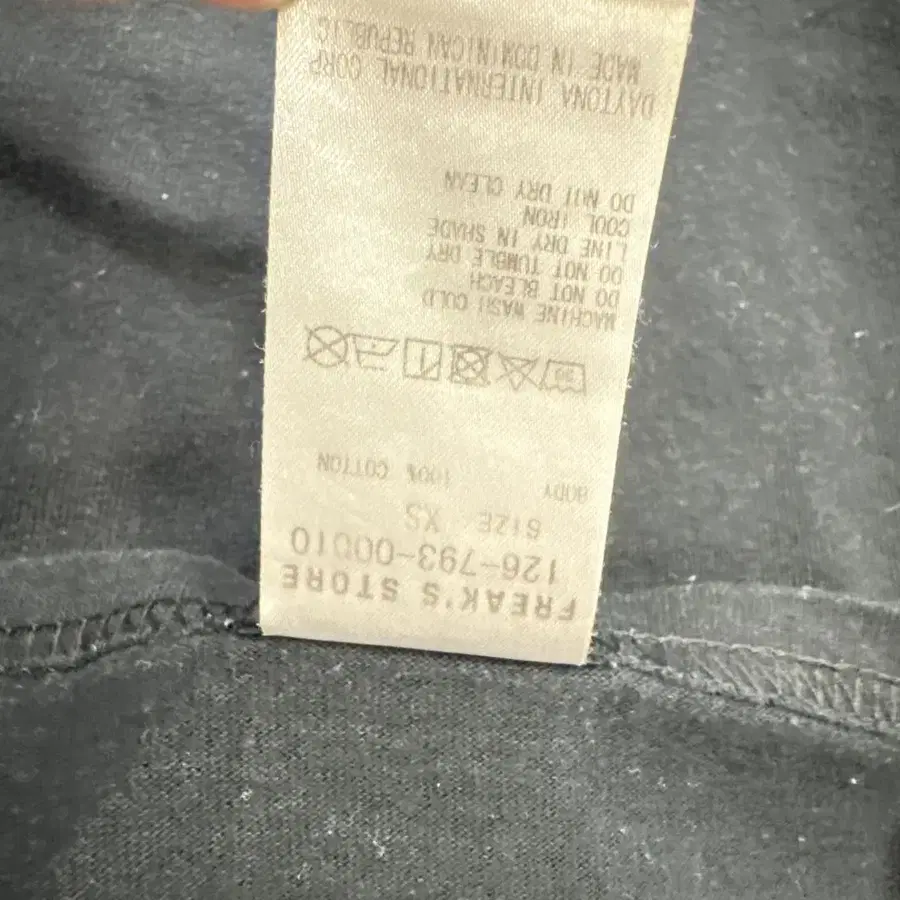 FREAK'S STORE
126-793-00010
SIZE XS
BODY 100% COTTON
30
MACHINE WASH COLD
DO NOT BLEACH
DO NOT TUMBLE DRY
LINE DRY IN SHADE
COOL IRON
DO NOT DRY CLEAN
DAYTONA INTERNATIONAL CORP
MADE IN DOMINICAN REPUBLIC